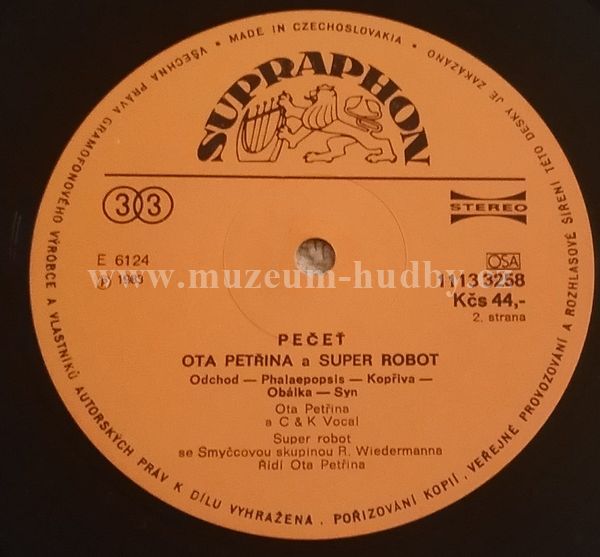 VŠECHNA PRÁVA GRAMOFONOVÉHO VÝROBCE A VLASTNÍKŮ AUTORSKÝCH PRÁV K DÍLU VYHRAŽENA . POŘIZOVÁNÍ KOPIÍ , VEŘEJNÉ PROVOZOVÁNÍ A ROZHLASOVÉ ŠÍŘENÍ TÉTO DESKY JE ZAKÁZÁNO
• MADE IN CZECHOSLOVAKIA •
SUPRAPHON
33
STEREO
E 6124
OSA
℗ 1983
www.muzeum-hudby.cz
1113 3258
Kčs 44,-
2. strana
PEČEŤ
OTA PETŘINA a SUPER ROBOT
Odchod — Phalaepopsis — Kopřiva —
Obálka — Syn
Ota Petřina
a C & K Vocal
Super robot
se Smyčcovou skupinou R. Wiedermanna
Řídí Ota Petřina